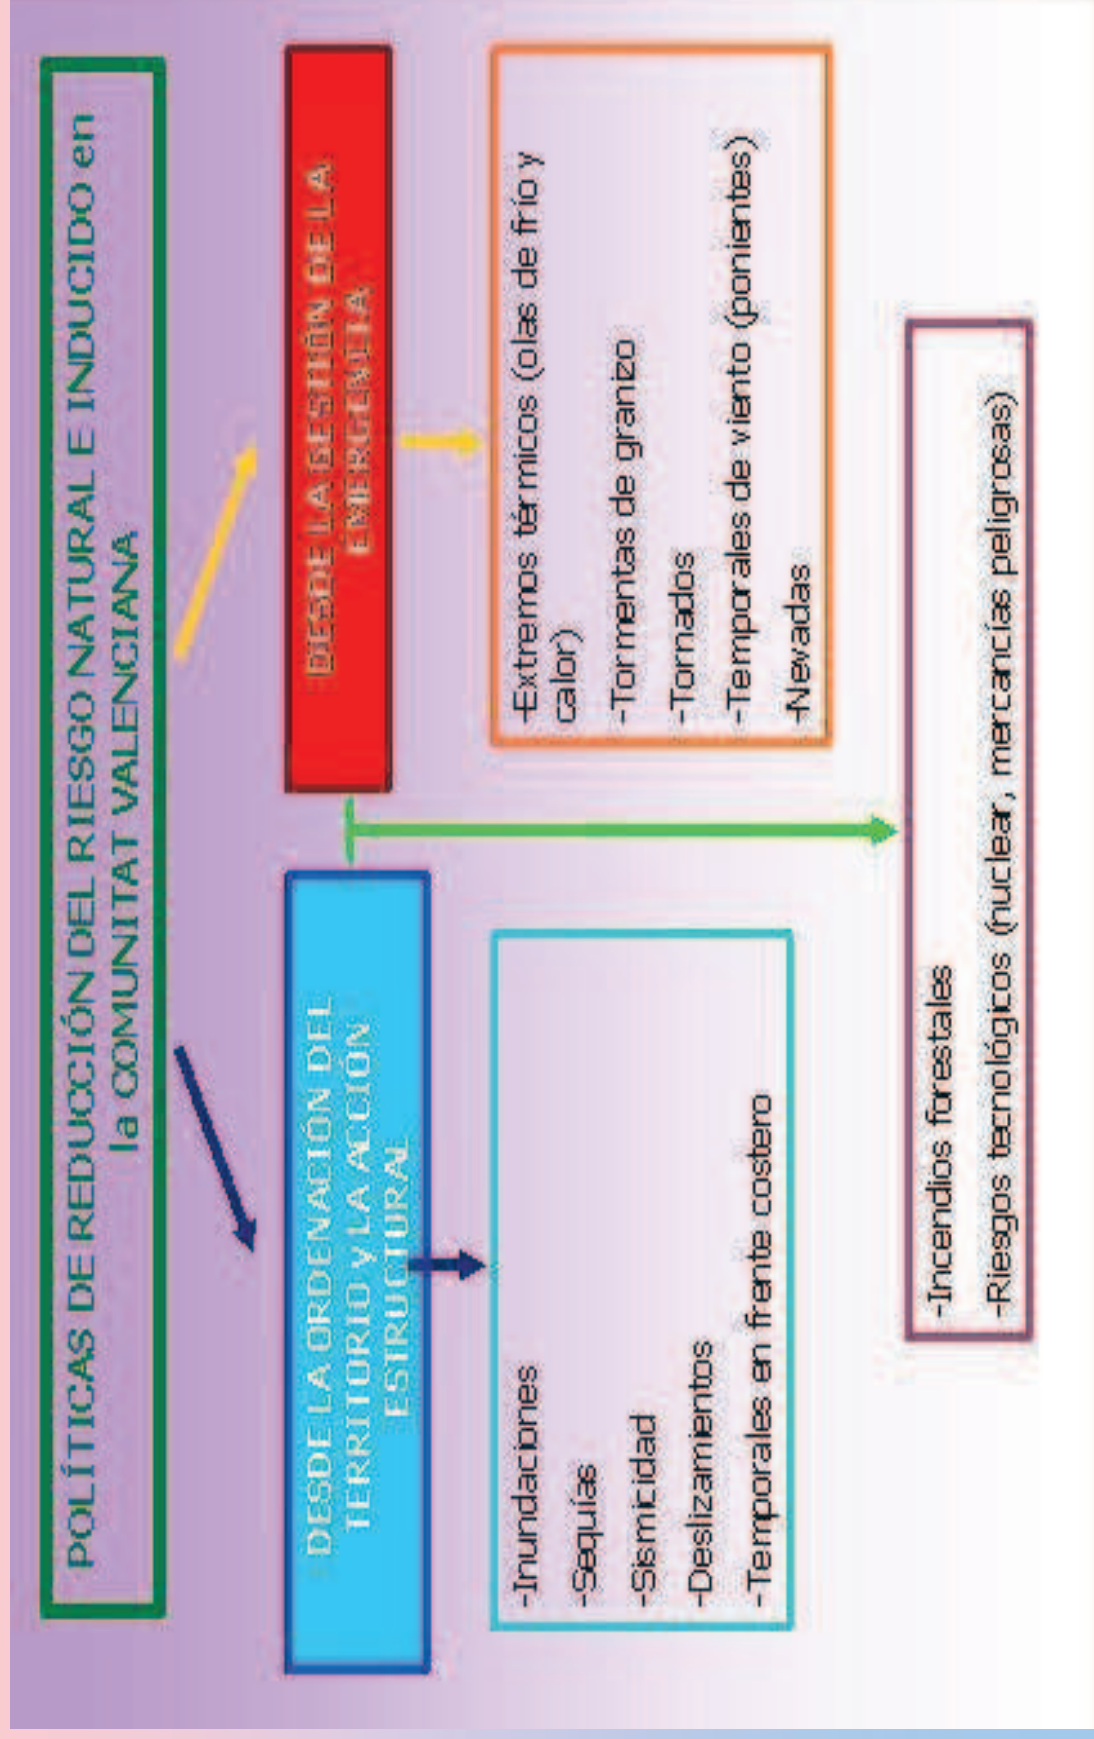 POLÍTICAS DE REDUCCIÓN DEL RIESGO NATURAL E INDUCIDO en
la COMUNITAT VALENCIANA
DESDE LA ORDENACIÓN DEL
TERRITORIO y LA ACCIÓN
ESTRUCTURAL
DESDE LA GESTIÓN DE LA
EMERGENCIA
-Inundaciones
-Sequías
-Sismicidad
-Deslizamientos
-Temporales en frente costero
-Extremos térmicos (olas de frío y
calor)
-Tormentas de granizo
-Tornados
-Temporales de viento (ponientes)
-Nevadas
-Incendios forestales
-Riesgos tecnológicos (nuclear, mercancías peligrosas)